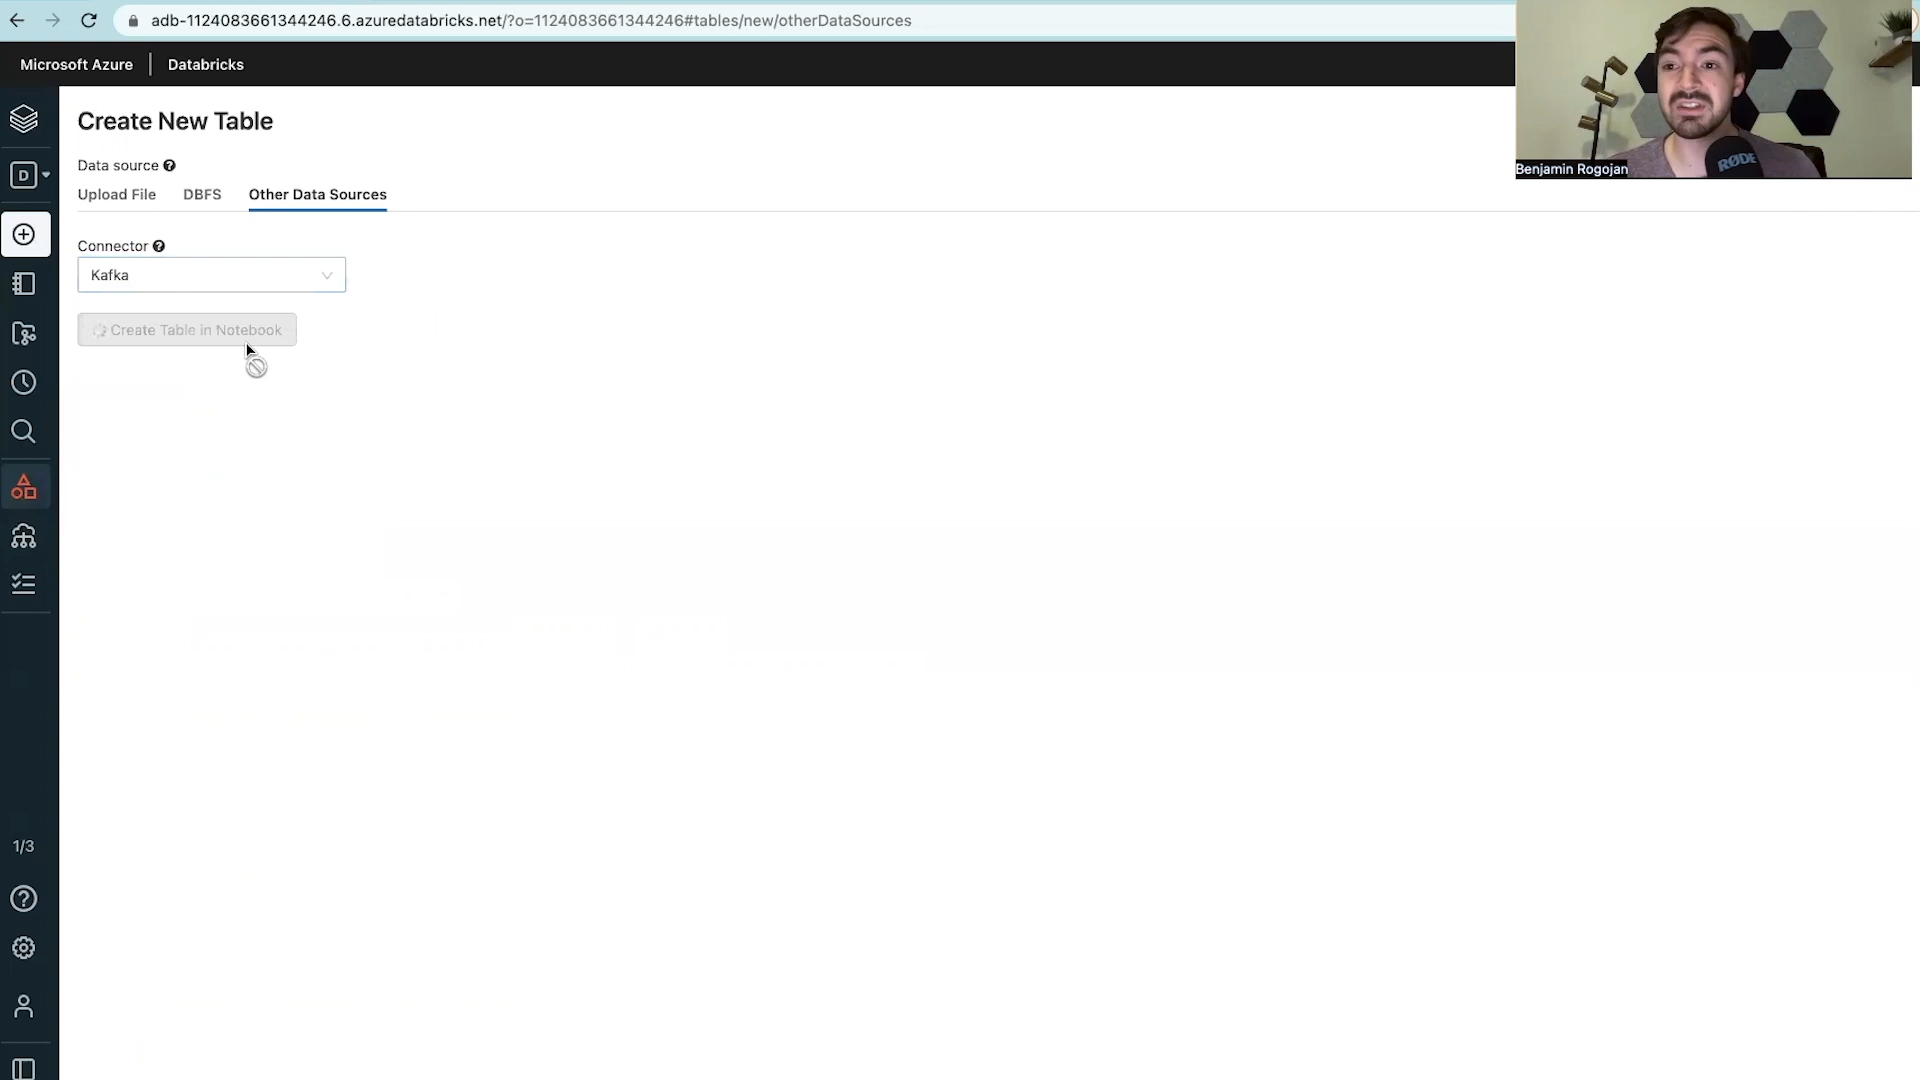 adb-1124083661344246.6.azuredatabricks.net/?o=1124083661344246#tables/new/otherDataSources
Microsoft Azure | Databricks
Create New Table
Data source
Upload File DBFS Other Data Sources
Connector
Kafka
Create Table in Notebook
D
1/3
RØDE
Benjamin Rogojan